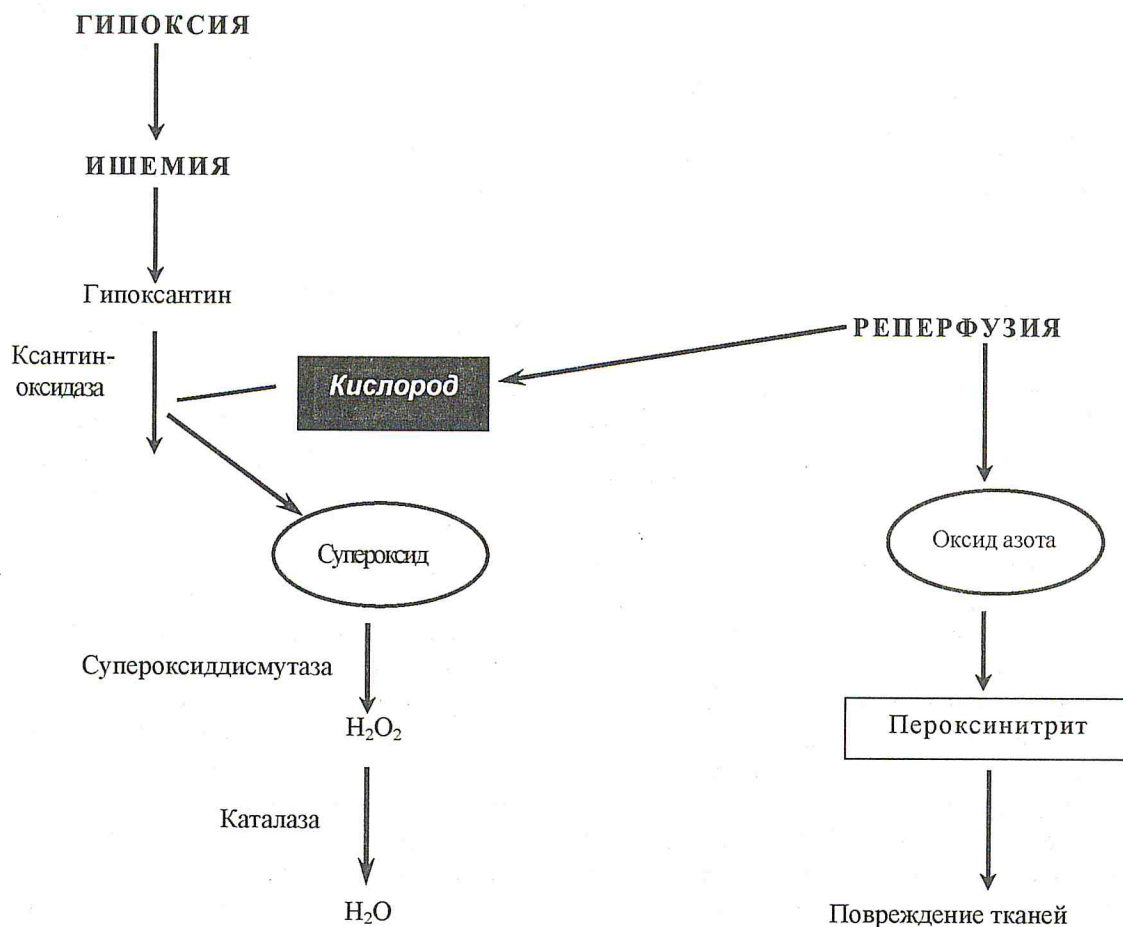 ГИПОКСИЯ
ИШЕМИЯ
Гипоксантин
РЕПЕРФУЗИЯ
Ксантин-
оксидаза
Кислород
Супероксид
Оксид азота
Супероксиддисмутаза
H₂O₂
Пероксинитрит
Каталаза
H₂O
Повреждение тканей